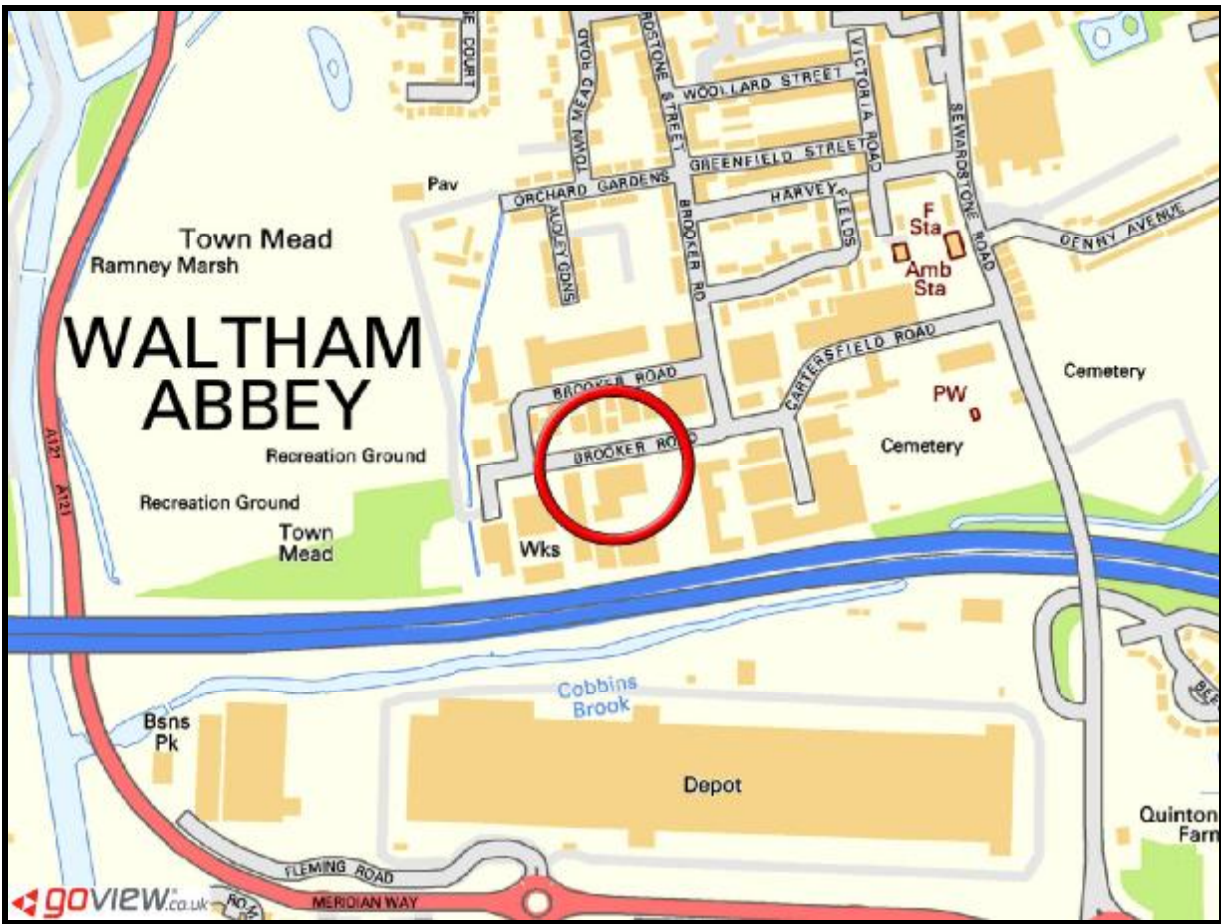 COURT
TOWN MEAD ROAD
RDSTONE STREET
WOOLLARD STREET
VICTORIA ROAD
SEWARDSTONE ROAD
GREENFIELD STREET
Pav
ORCHARD GARDENS
HARVEY FIELDS
AUDLEY GDNS
BROOKER RD
F
Sta
DENNY AVENUE
Town Mead
Ramney Marsh
Amb
Sta
WALTHAM
ABBEY
CARTERSFIELD ROAD
Cemetery
BROOKER ROAD
PW
A121
Recreation Ground
BROOKER ROAD
Cemetery
A121
Recreation Ground
Town
Mead
Wks
Cobbins
Brook
Bsns
Pk
Depot
Quinton
Farn
FLEMING ROAD
MERIDIAN WAY
goview.co.uk